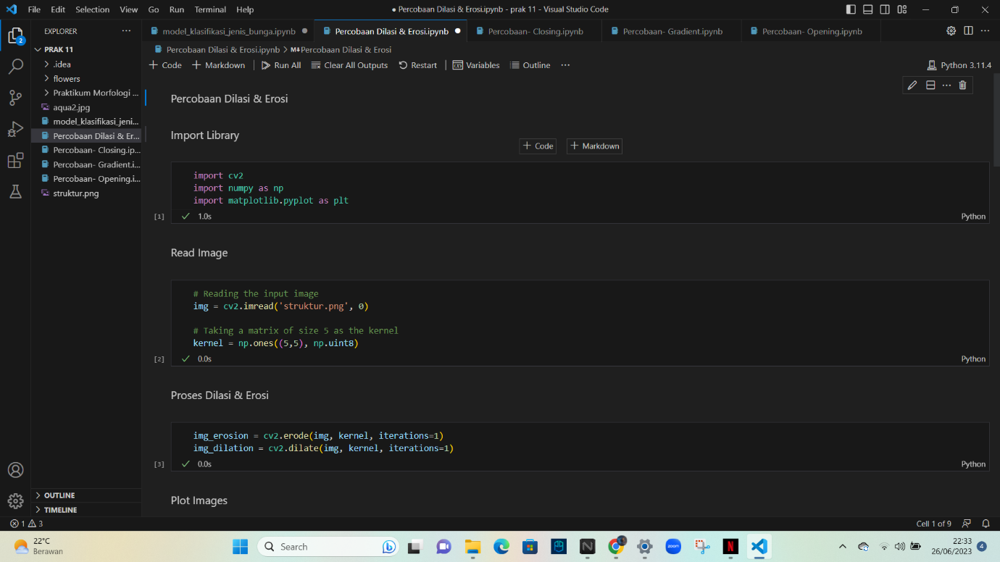 File Edit Selection View Go Run Terminal Help
● Percobaan Dilasi & Erosi.ipynb - prak 11 - Visual Studio Code
EXPLORER
model_klasifikasi_jenis_bunga.ipynb
Percobaan Dilasi & Erosi.ipynb
Percobaan- Closing.ipynb
Percobaan- Gradient.ipynb
Percobaan- Opening.ipynb
2
PRAK 11
.idea
flowers
Praktikum Morfologi ...
aqua2.jpg
model_klasifikasi_jeni...
Percobaan Dilasi & Er...
Percobaan- Closing.ip...
Percobaan- Gradient.i...
Percobaan- Opening.i...
struktur.png
OUTLINE
TIMELINE
Percobaan Dilasi & Erosi.ipynb > M↓Percobaan Dilasi & Erosi
+ Code + Markdown Run All Clear All Outputs Restart Variables Outline ... Python 3.11.4
Percobaan Dilasi & Erosi
Import Library
+ Code + Markdown
import cv2
import numpy as np
import matplotlib.pyplot as plt
[1] ✓ 1.0s Python
Read Image
# Reading the input image
img = cv2.imread('struktur.png', 0)
# Taking a matrix of size 5 as the kernel
kernel = np.ones((5,5), np.uint8)
[2] ✓ 0.0s Python
Proses Dilasi & Erosi
img_erosion = cv2.erode(img, kernel, iterations=1)
img_dilation = cv2.dilate(img, kernel, iterations=1)
[3] ✓ 0.0s Python
Plot Images
1 3 Cell 1 of 9
22°C
Berawan
Search
zoom
22:33
26/06/2023
4